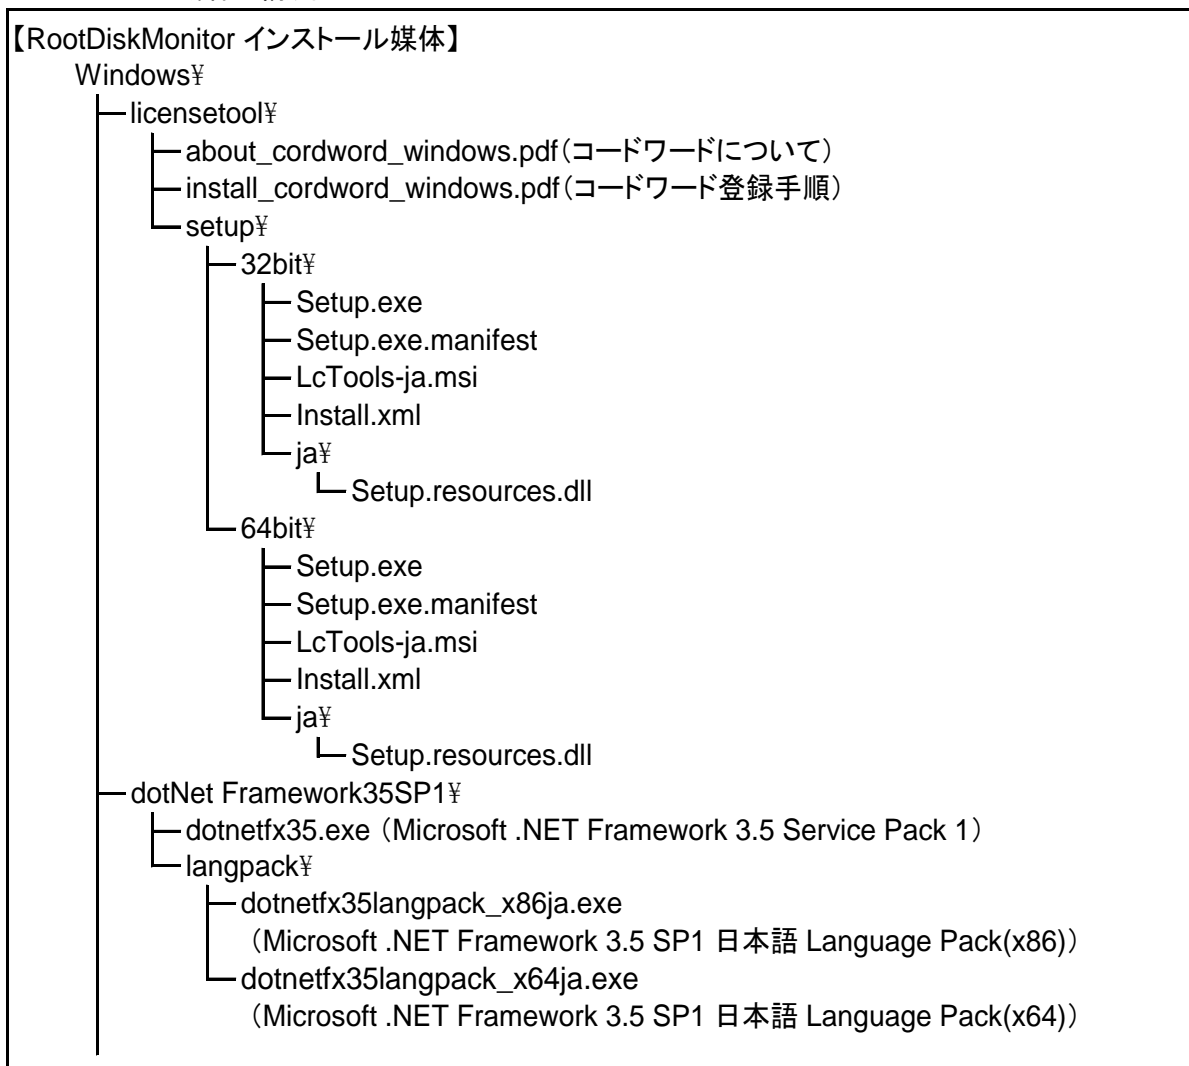 【RootDiskMonitor インストール媒体】
Windows¥
licensetool¥
about_cordword_windows.pdf（コードワードについて）
install_cordword_windows.pdf（コードワード登録手順）
setup¥
32bit¥
Setup.exe
Setup.exe.manifest
LcTools-ja.msi
Install.xml
ja¥
Setup.resources.dll
64bit¥
Setup.exe
Setup.exe.manifest
LcTools-ja.msi
Install.xml
ja¥
Setup.resources.dll
dotNet Framework35SP1¥
dotnetfx35.exe（Microsoft .NET Framework 3.5 Service Pack 1）
langpack¥
dotnetfx35langpack_x86ja.exe
（Microsoft .NET Framework 3.5 SP1 日本語 Language Pack(x86)）
dotnetfx35langpack_x64ja.exe
（Microsoft .NET Framework 3.5 SP1 日本語 Language Pack(x64)）